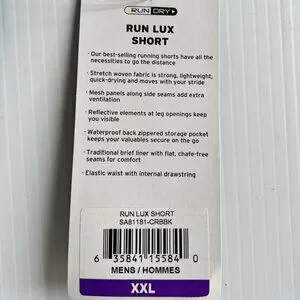 RUN DRY
RUN LUX
SHORT
· Our best-selling running shorts have all the
necessities to go the distance
· Stretch woven fabric is strong, lightweight,
quick-drying and moves with your stride
· Mesh panels along side seams add extra
ventilation
· Reflective elements at leg openings keep
you visible
· Waterproof back zippered storage pocket
keeps your valuables secure on the go
· Traditional brief liner with flat, chafe-free
seams for comfort
· Elastic waist with internal drawstring
RUN LUX SHORT
SA81181-CRBBK
6 35841 15584 0
MENS / HOMMES
XXL